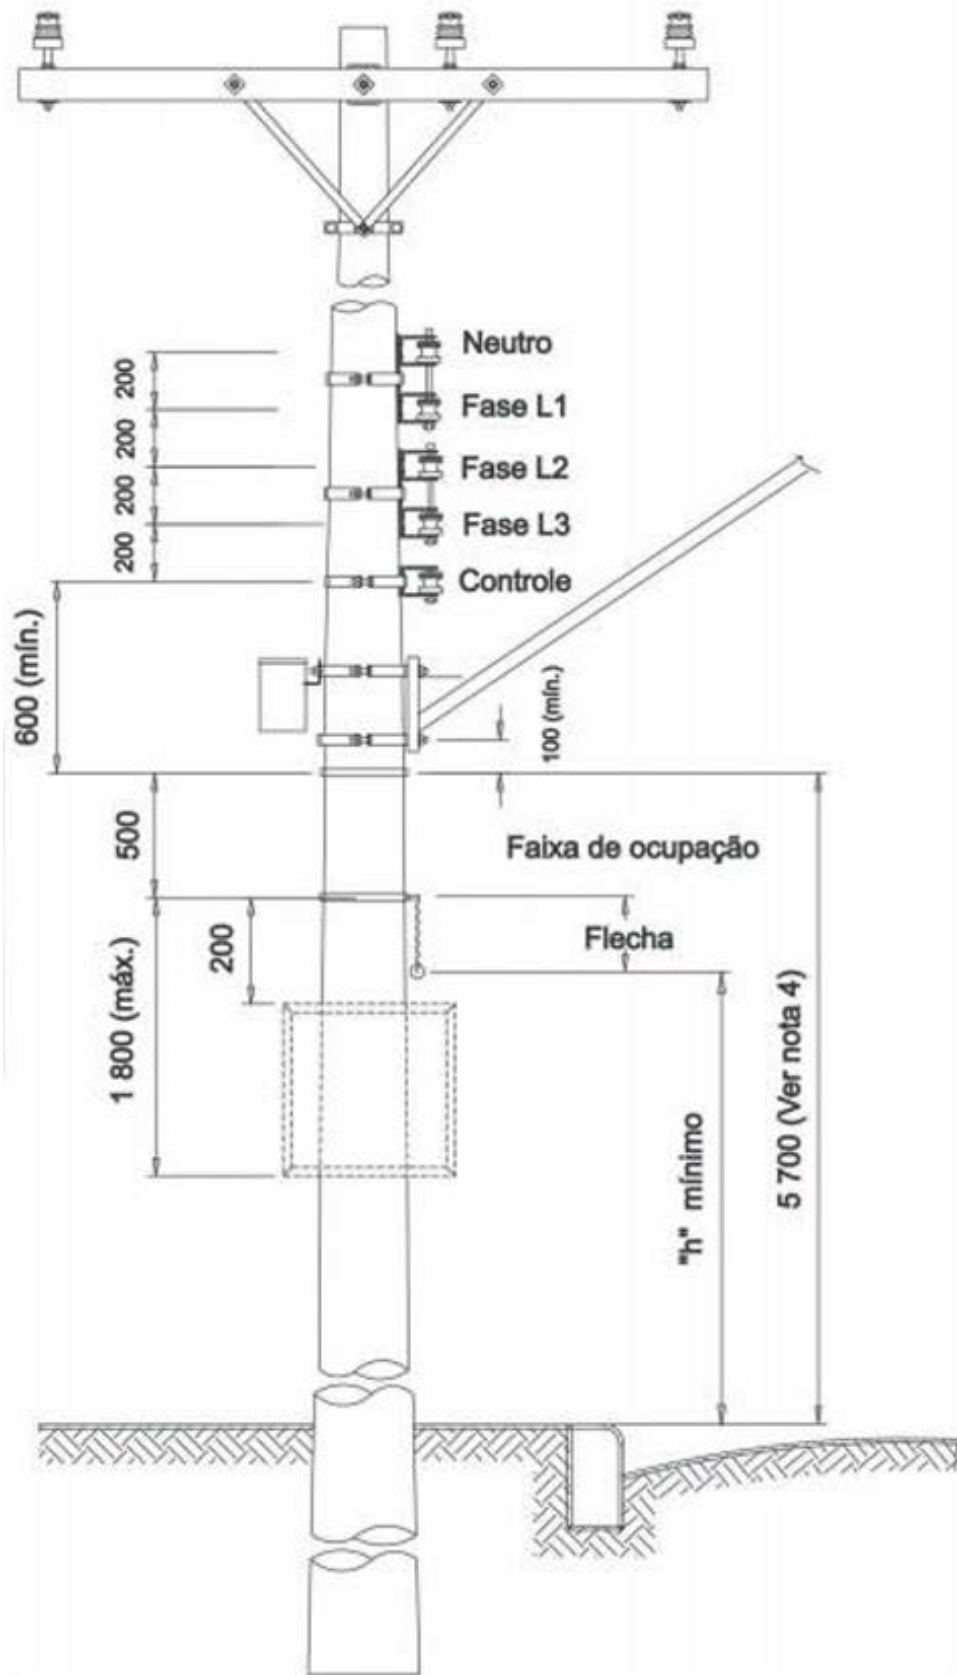 Neutro
200
Fase L1
200
Fase L2
200
Fase L3
200
Controle
600 (mín.)
100 (mín.)
500
Faixa de ocupação
200
Flecha
1 800 (máx.)
5 700 (Ver nota 4)
"h" mínimo